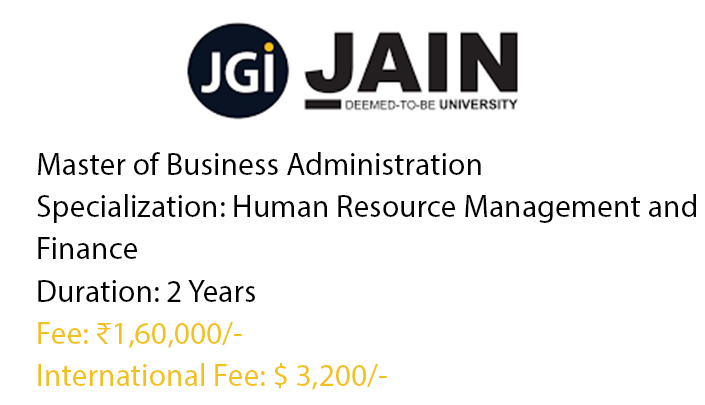 JGi JAIN
DEEMED-TO-BE UNIVERSITY
Master of Business Administration
Specialization: Human Resource Management and
Finance
Duration: 2 Years
Fee: ₹1,60,000/-
International Fee: $ 3,200/-